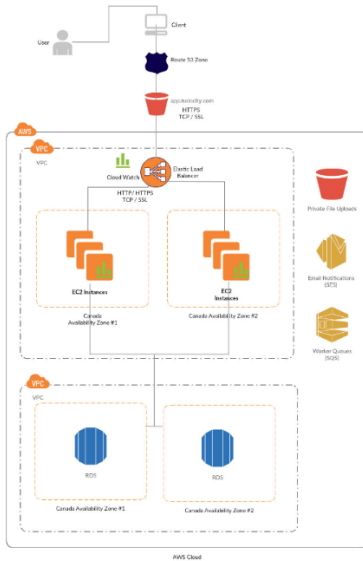 Client
User
Route 53 Zone
HTTPS
TCP / SSL
AWS
VPC
VPC
Cloud Watch
Elastic Load
Balancer
HTTP/ HTTPS
TCP / SSL
Private File Uploads
EC2 Instances
EC2
Instances
Canada
Availability Zone #1
Canada Availability Zone #2
Email Notifications
(SES)
Worker Queues
(SQS)
VPC
VPC
RDS
RDS
Canada Availability Zone #1
Canada Availability Zone #2
AWS Cloud